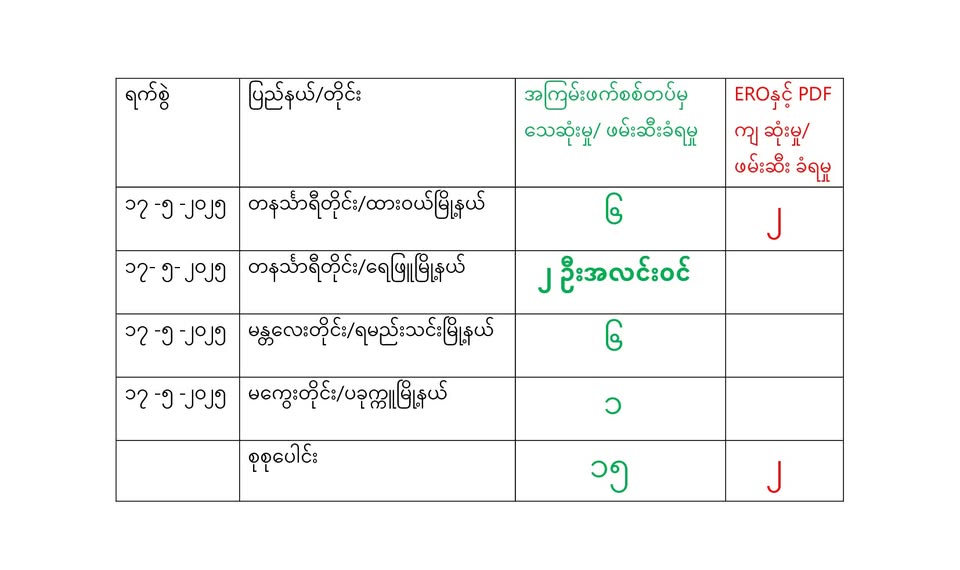 ရက်စွဲ
ပြည်နယ်/တိုင်း
အကြမ်းဖက်စစ်တပ်မှ
သေဆုံးမှု/ ဖမ်းဆီးခံရမှု
EROနှင့် PDF
ကျ ဆုံးမှု/
ဖမ်းဆီး ခံရမှု
၁၇ -၅ -၂၀၂၅
တနင်္သာရီတိုင်း/ထားဝယ်မြို့နယ်
၆
၂
၁၇- ၅- ၂၀၂၅
တနင်္သာရီတိုင်း/ရေဖြူမြို့နယ်
၂ ဦးအလင်းဝင်
၁၇ -၅ -၂၀၂၅
မန္တလေးတိုင်း/ရမည်းသင်းမြို့နယ်
၆
၁၇ -၅ -၂၀၂၅
မကွေးတိုင်း/ပခုက္ကူမြို့နယ်
၁
စုစုပေါင်း
၁၅
၂